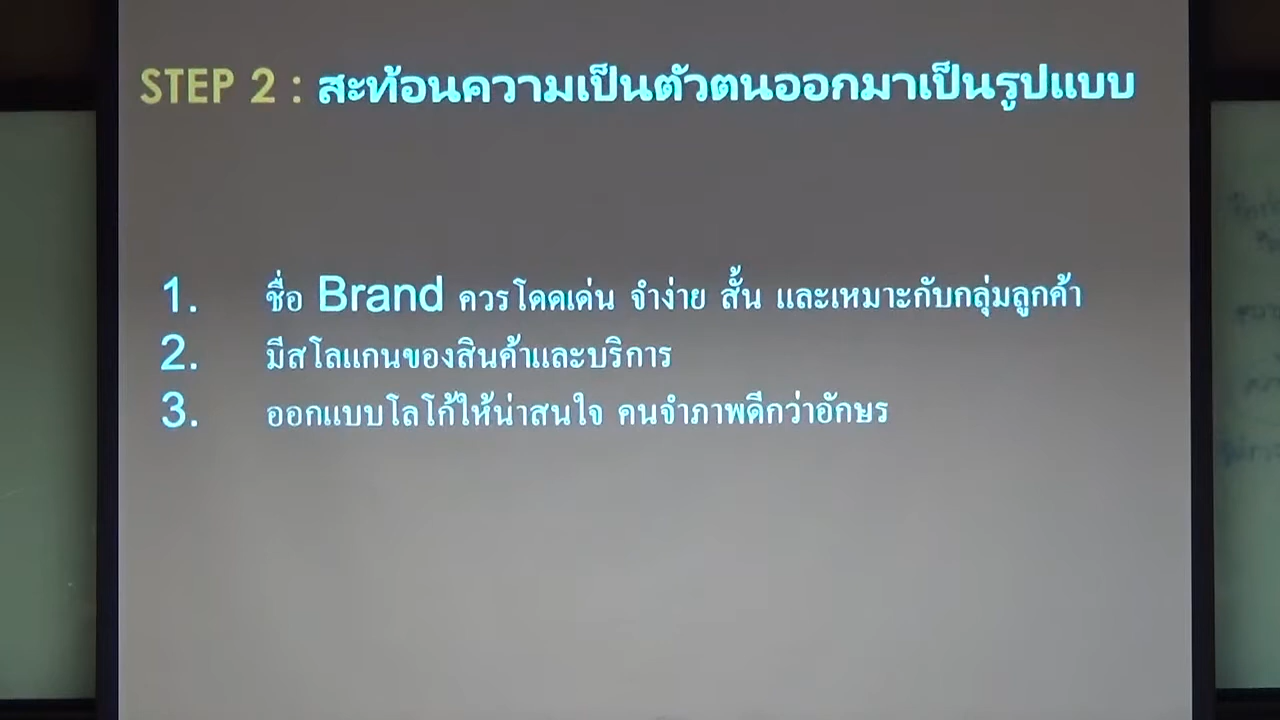 STEP 2 : สะท้อนความเป็นตัวตนออกมาเป็นรูปแบบ
1. ชื่อ Brand ควรโดดเด่น จำง่าย สั้น และเหมาะกับกลุ่มลูกค้า
2. มีสโลแกนของสินค้าและบริการ
3. ออกแบบโลโก้ให้น่าสนใจ คนจำภาพดีกว่าอักษร